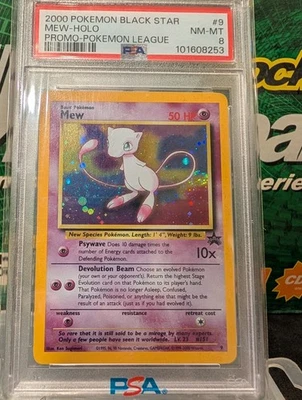 2000 POKEMON BLACK STAR #9
MEW-HOLO NM-MT
PROMO-POKEMON LEAGUE 8
PSA 101608253
Basic Pokémon
Mew 50 HP
New Species Pokémon. Length: 1' 4", Weight: 9 lbs.
Psywave Does 10 damage times the
number of Energy cards attached to the
Defending Pokémon. 10×
Devolution Beam Choose an evolved Pokémon
(your own or your opponent's). Return the highest Stage
Evolution card on that Pokémon to its player's hand.
That Pokémon is no longer Asleep, Confused,
Paralyzed, Poisoned, or anything else that might be the
result of an attack (just as if you had evolved it).
weakness resistance retreat cost
So rare that it is still said to be a mirage by many experts.
Only a few people have seen it worldwide. LV. 23 #151
PROMO
9
PSA